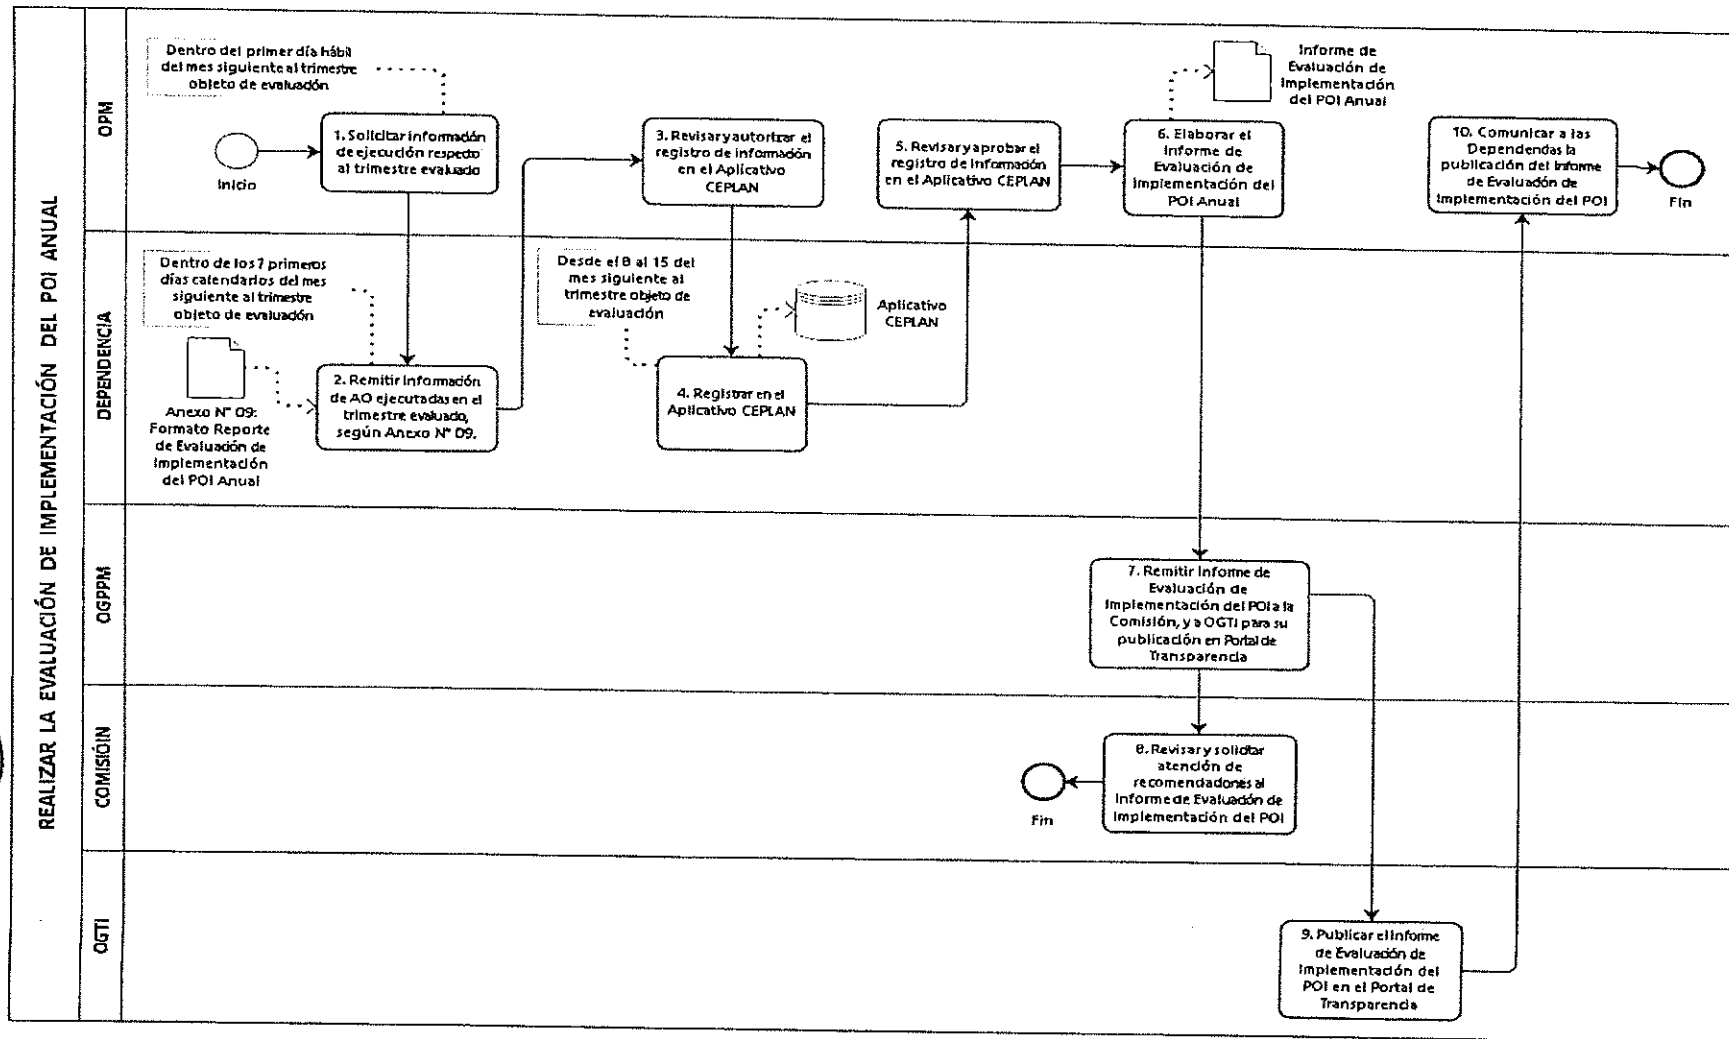 REALIZAR LA EVALUACIÓN DE IMPLEMENTACIÓN DEL POI ANUAL
OPM
Dentro del primer día hábil
del mes siguiente al trimestre
objeto de evaluación
Inicio
1. Solicitar información
de ejecución respecto
al trimestre evaluado
3. Revisar y autorizar el
registro de información
en el Aplicativo
CEPLAN
5. Revisar y aprobar el
registro de información
en el Aplicativo CEPLAN
6. Elaborar el
Informe de
Evaluación de
Implementación del
POI Anual
Informe de
Evaluación de
Implementación
del POI Anual
10. Comunicar a las
Dependencias la
publicación del Informe
de Evaluación de
Implementación del POI
Fin
DEPENDENCIA
Dentro de los 7 primeros
días calendarios del mes
siguiente al trimestre
objeto de evaluación
Anexo N° 09:
Formato Reporte
de Evaluación de
Implementación
del POI Anual
2. Remitir información
de AO ejecutadas en el
trimestre evaluado,
según Anexo N° 09.
Desde el 8 al 15 del
mes siguiente al
trimestre objeto de
evaluación
Aplicativo
CEPLAN
4. Registrar en el
Aplicativo CEPLAN
OGPPM
7. Remitir Informe de
Evaluación de
Implementación del POI a la
Comisión, y a OGTI para su
publicación en Portal de
Transparencia
COMISIÓIN
Fin
8. Revisar y solicitar
atención de
recomendaciones al
Informe de Evaluación de
Implementación del POI
OGTI
9. Publicar el Informe
de Evaluación de
Implementación del
POI en el Portal de
Transparencia